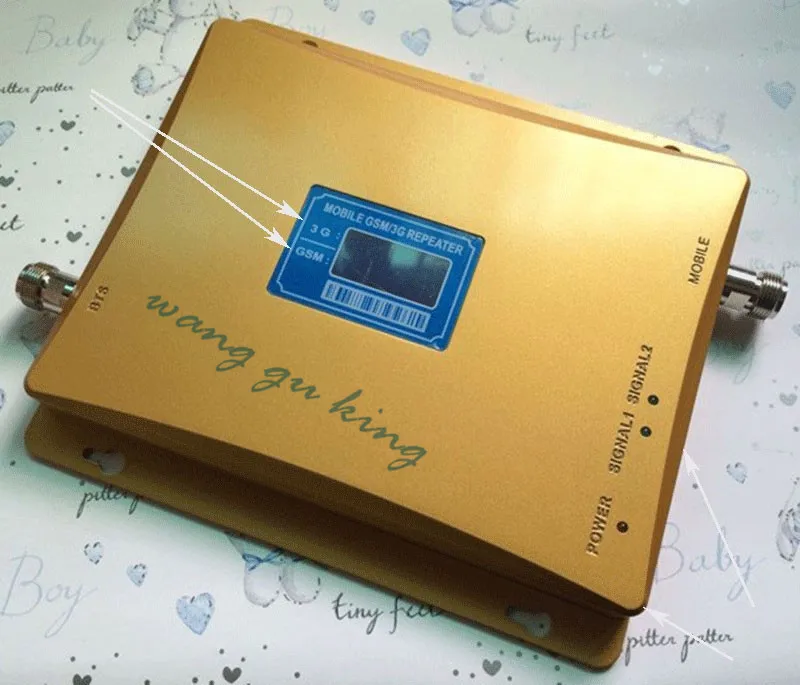 Baby
tiny feet
pitter patter
MOBILE GSM/3G REPEATER
3G :
GSM :
MOBILE
BTS
wang gu king
SIGNAL2
SIGNAL1
POWER
pitter patter
Boy
tiny feet
Baby
pitter patter